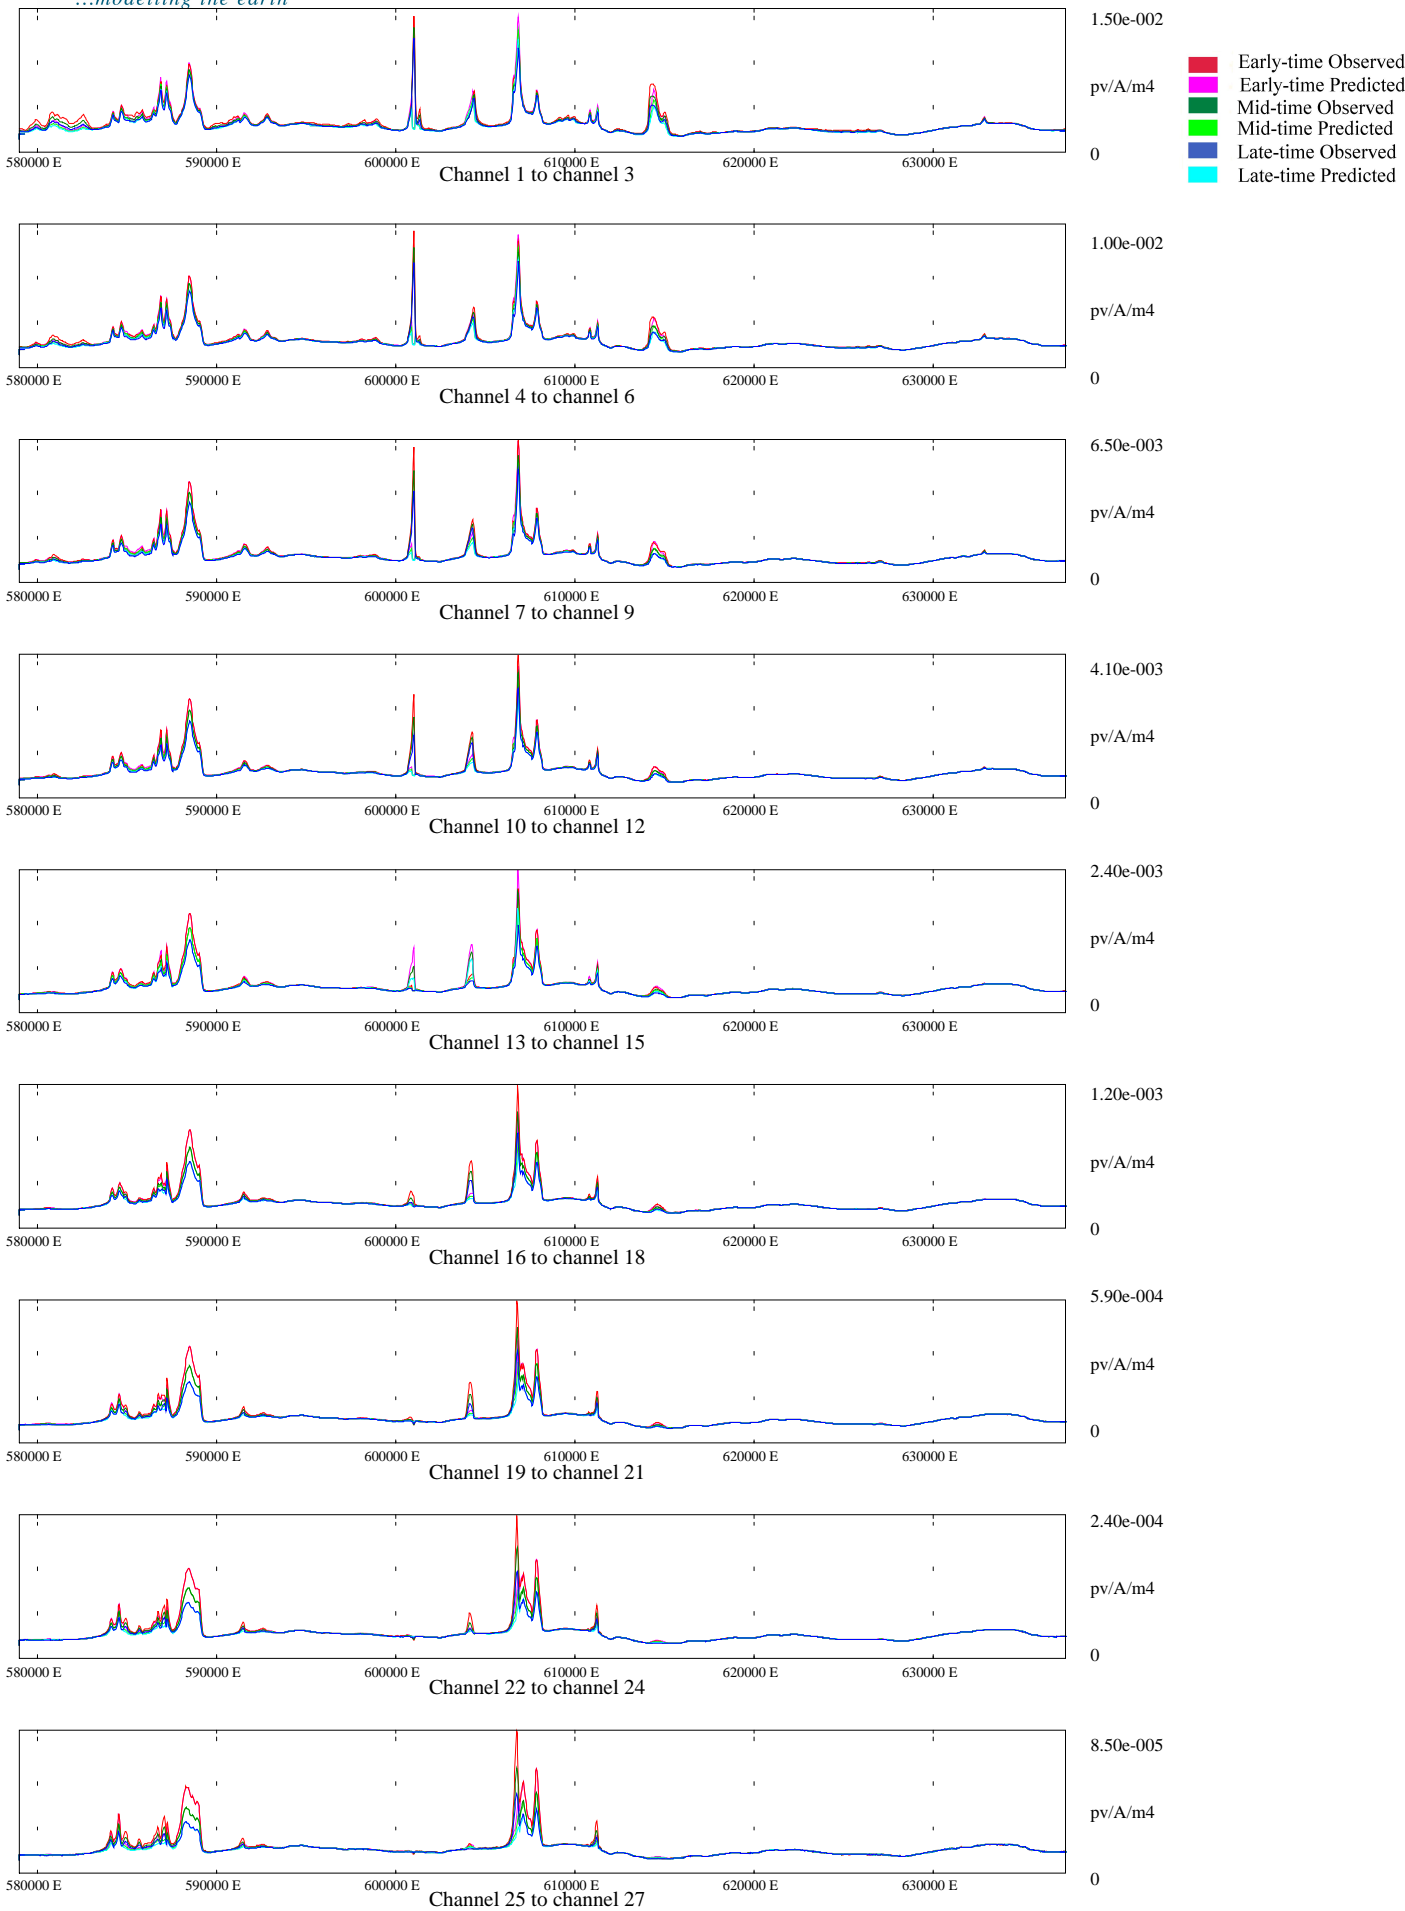 ...modelling the earth
1.50e-002
Early-time Observed
pv/A/m4
Early-time Predicted
Mid-time Observed
Mid-time Predicted
Late-time Observed
0
Late-time Predicted
580000 E 590000 E 600000 E 610000 E 620000 E 630000 E
Channel 1 to channel 3
1.00e-002
pv/A/m4
0
580000 E 590000 E 600000 E 610000 E 620000 E 630000 E
Channel 4 to channel 6
6.50e-003
pv/A/m4
0
580000 E 590000 E 600000 E 610000 E 620000 E 630000 E
Channel 7 to channel 9
4.10e-003
pv/A/m4
0
580000 E 590000 E 600000 E 610000 E 620000 E 630000 E
Channel 10 to channel 12
2.40e-003
pv/A/m4
0
580000 E 590000 E 600000 E 610000 E 620000 E 630000 E
Channel 13 to channel 15
1.20e-003
pv/A/m4
0
580000 E 590000 E 600000 E 610000 E 620000 E 630000 E
Channel 16 to channel 18
5.90e-004
pv/A/m4
0
580000 E 590000 E 600000 E 610000 E 620000 E 630000 E
Channel 19 to channel 21
2.40e-004
pv/A/m4
0
580000 E 590000 E 600000 E 610000 E 620000 E 630000 E
Channel 22 to channel 24
8.50e-005
pv/A/m4
0
580000 E 590000 E 600000 E 610000 E 620000 E 630000 E
Channel 25 to channel 27